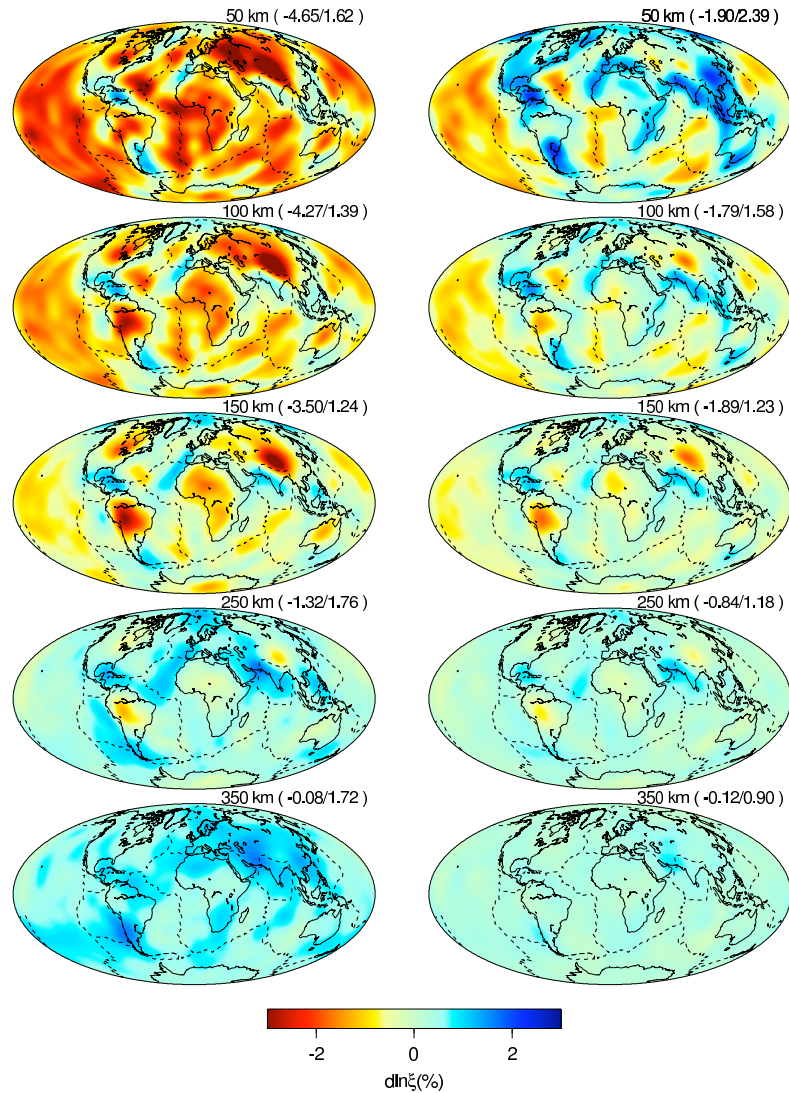 50 km ( -4.65/1.62 )
50 km ( -1.90/2.39 )
100 km ( -4.27/1.39 )
100 km ( -1.79/1.58 )
150 km ( -3.50/1.24 )
150 km ( -1.89/1.23 )
250 km ( -1.32/1.76 )
250 km ( -0.84/1.18 )
350 km ( -0.08/1.72 )
350 km ( -0.12/0.90 )
-2 0 2
dlnξ(%)